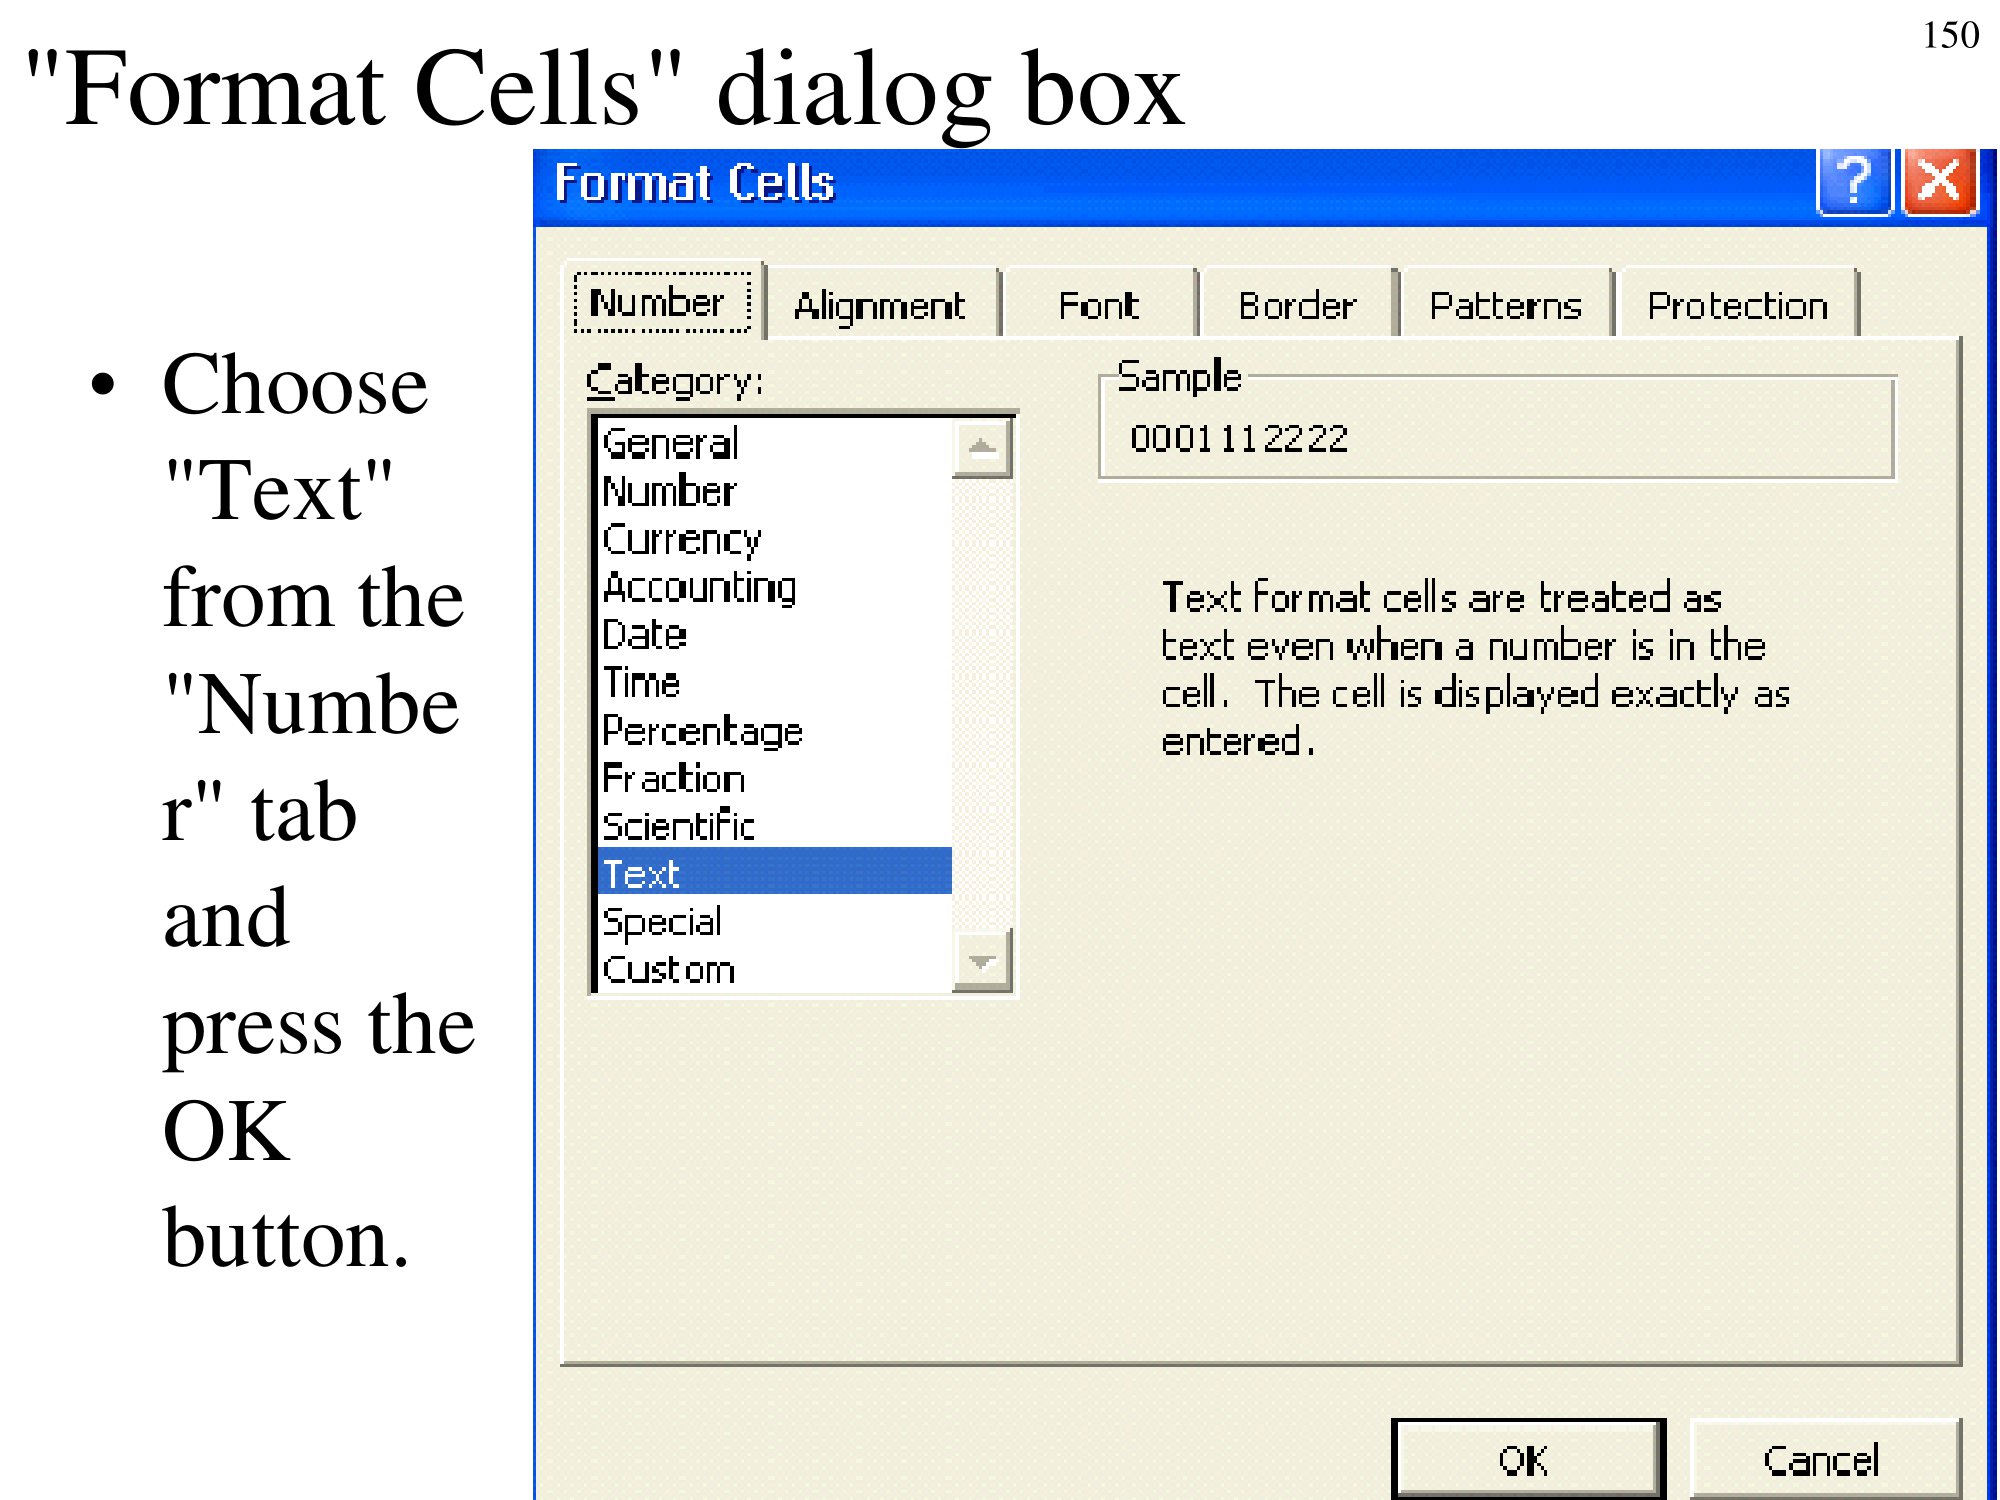 150
"Format Cells" dialog box
• Choose
"Text"
from the
"Numbe
r" tab
and
press the
OK
button.
Format Cells
?
Number Alignment Font Border Patterns Protection
Category:
General
Number
Currency
Accounting
Date
Time
Percentage
Fraction
Scientific
Text
Special
Custom
Sample
0001112222
Text format cells are treated as
text even when a number is in the
cell. The cell is displayed exactly as
entered.
OK Cancel